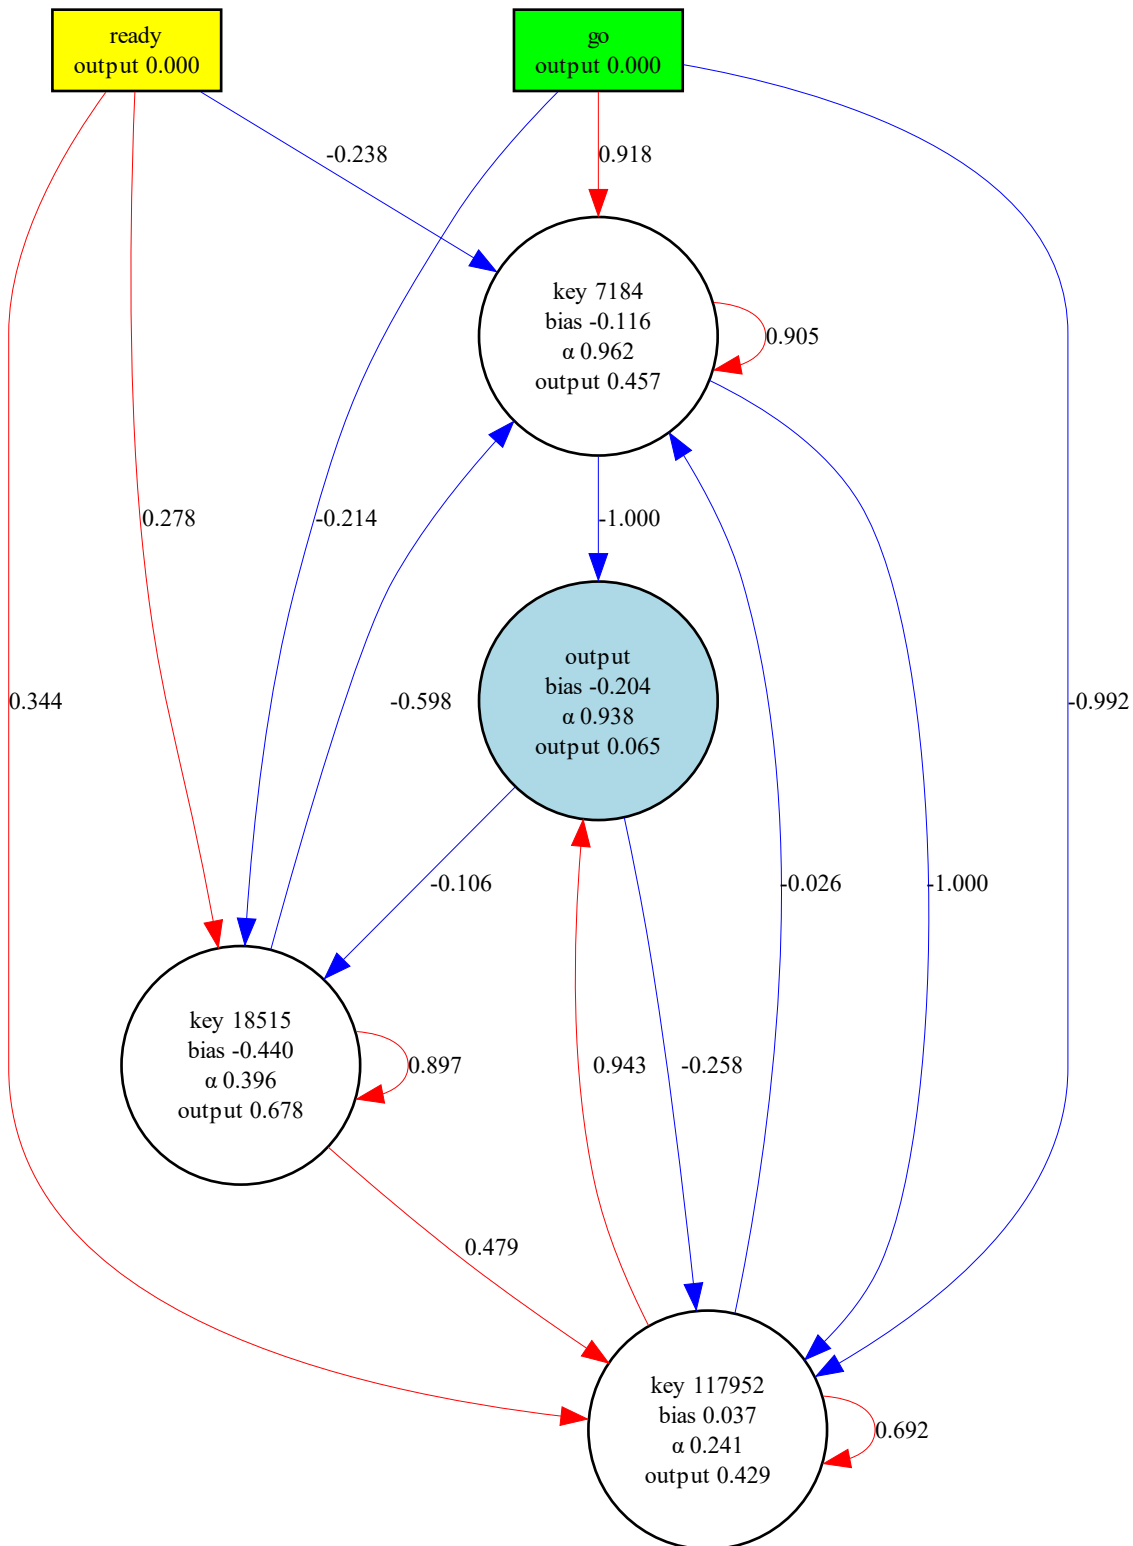 ready
output 0.000
go
output 0.000
-0.238
0.918
key 7184
bias -0.116
α 0.962
output 0.457
0.905
0.278
-0.214
-1.000
output
bias -0.204
α 0.938
output 0.065
0.344
-0.598
-0.992
-0.106
-0.026
-1.000
key 18515
bias -0.440
α 0.396
output 0.678
0.897
0.943
-0.258
0.479
key 117952
bias 0.037
α 0.241
output 0.429
0.692